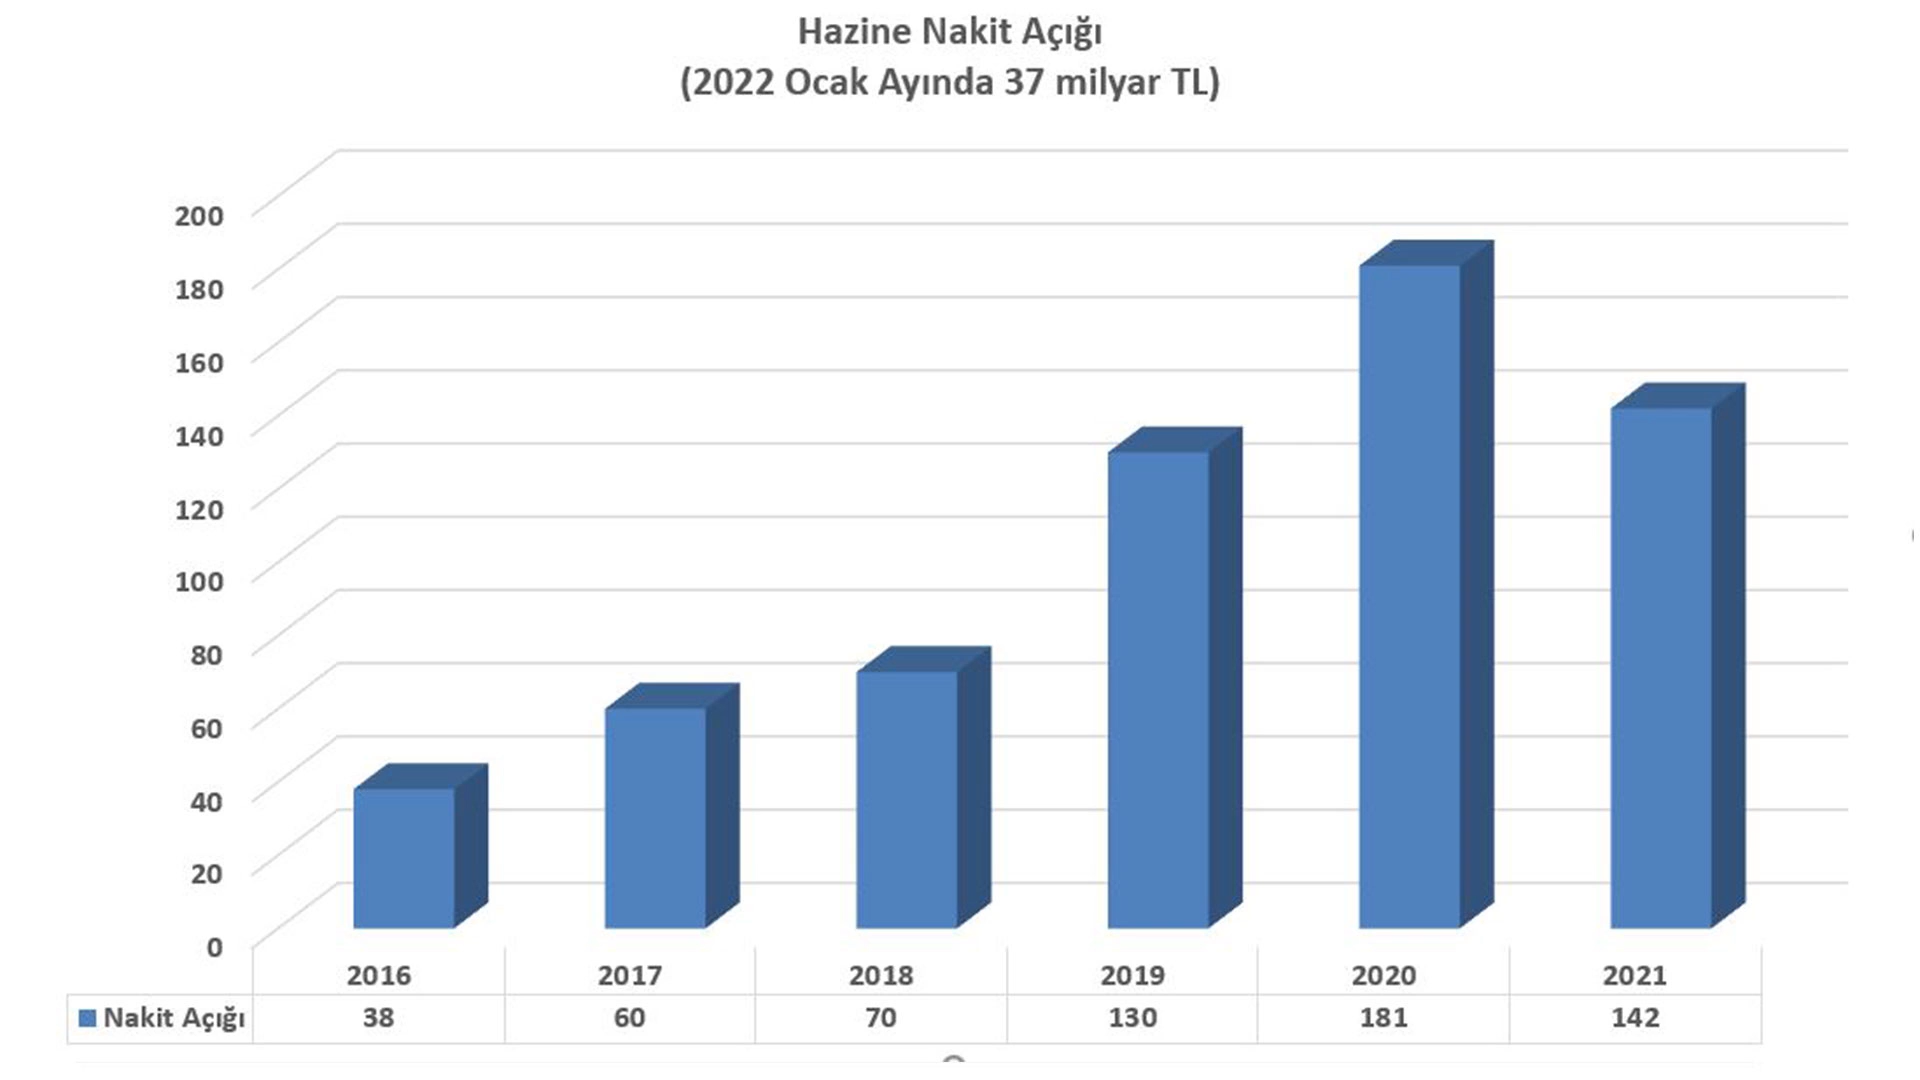 Hazine Nakit Açığı
(2022 Ocak Ayında 37 milyar TL)
200
180
160
140
120
100
80
60
40
20
0
2016 2017 2018 2019 2020 2021
Nakit Açığı 38 60 70 130 181 142